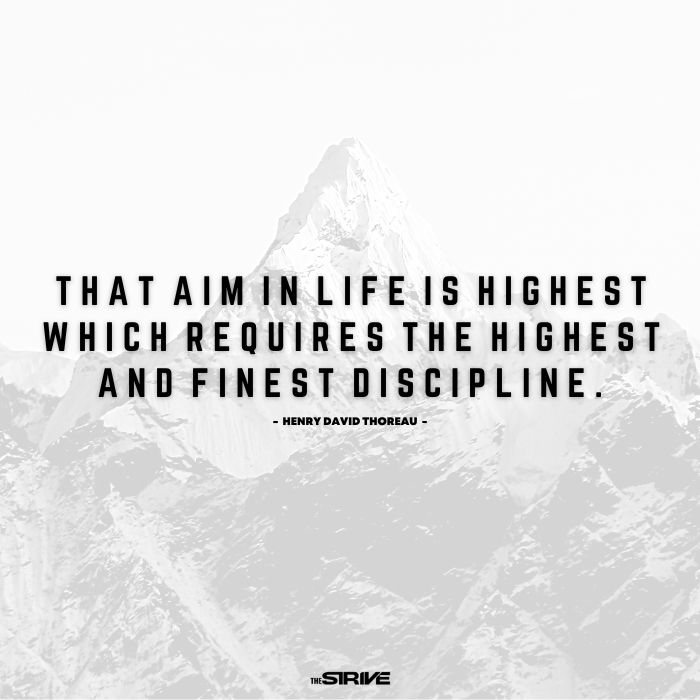 THAT AIM IN LIFE IS HIGHEST
WHICH REQUIRES THE HIGHEST
AND FINEST DISCIPLINE.
- HENRY DAVID THOREAU -
THE STRIVE